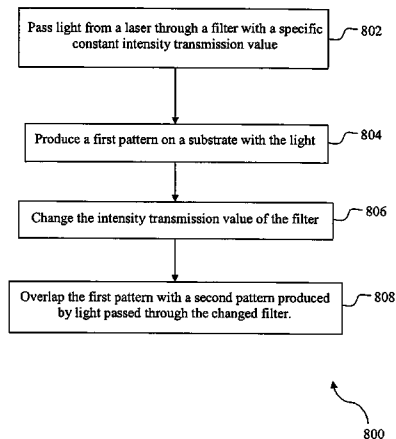 Pass light from a laser through a filter with a specific
constant intensity transmission value
802
Produce a first pattern on a substrate with the light
804
Change the intensity transmission value of the filter
806
Overlap the first pattern with a second pattern produced
by light passed through the changed filter.
808
800